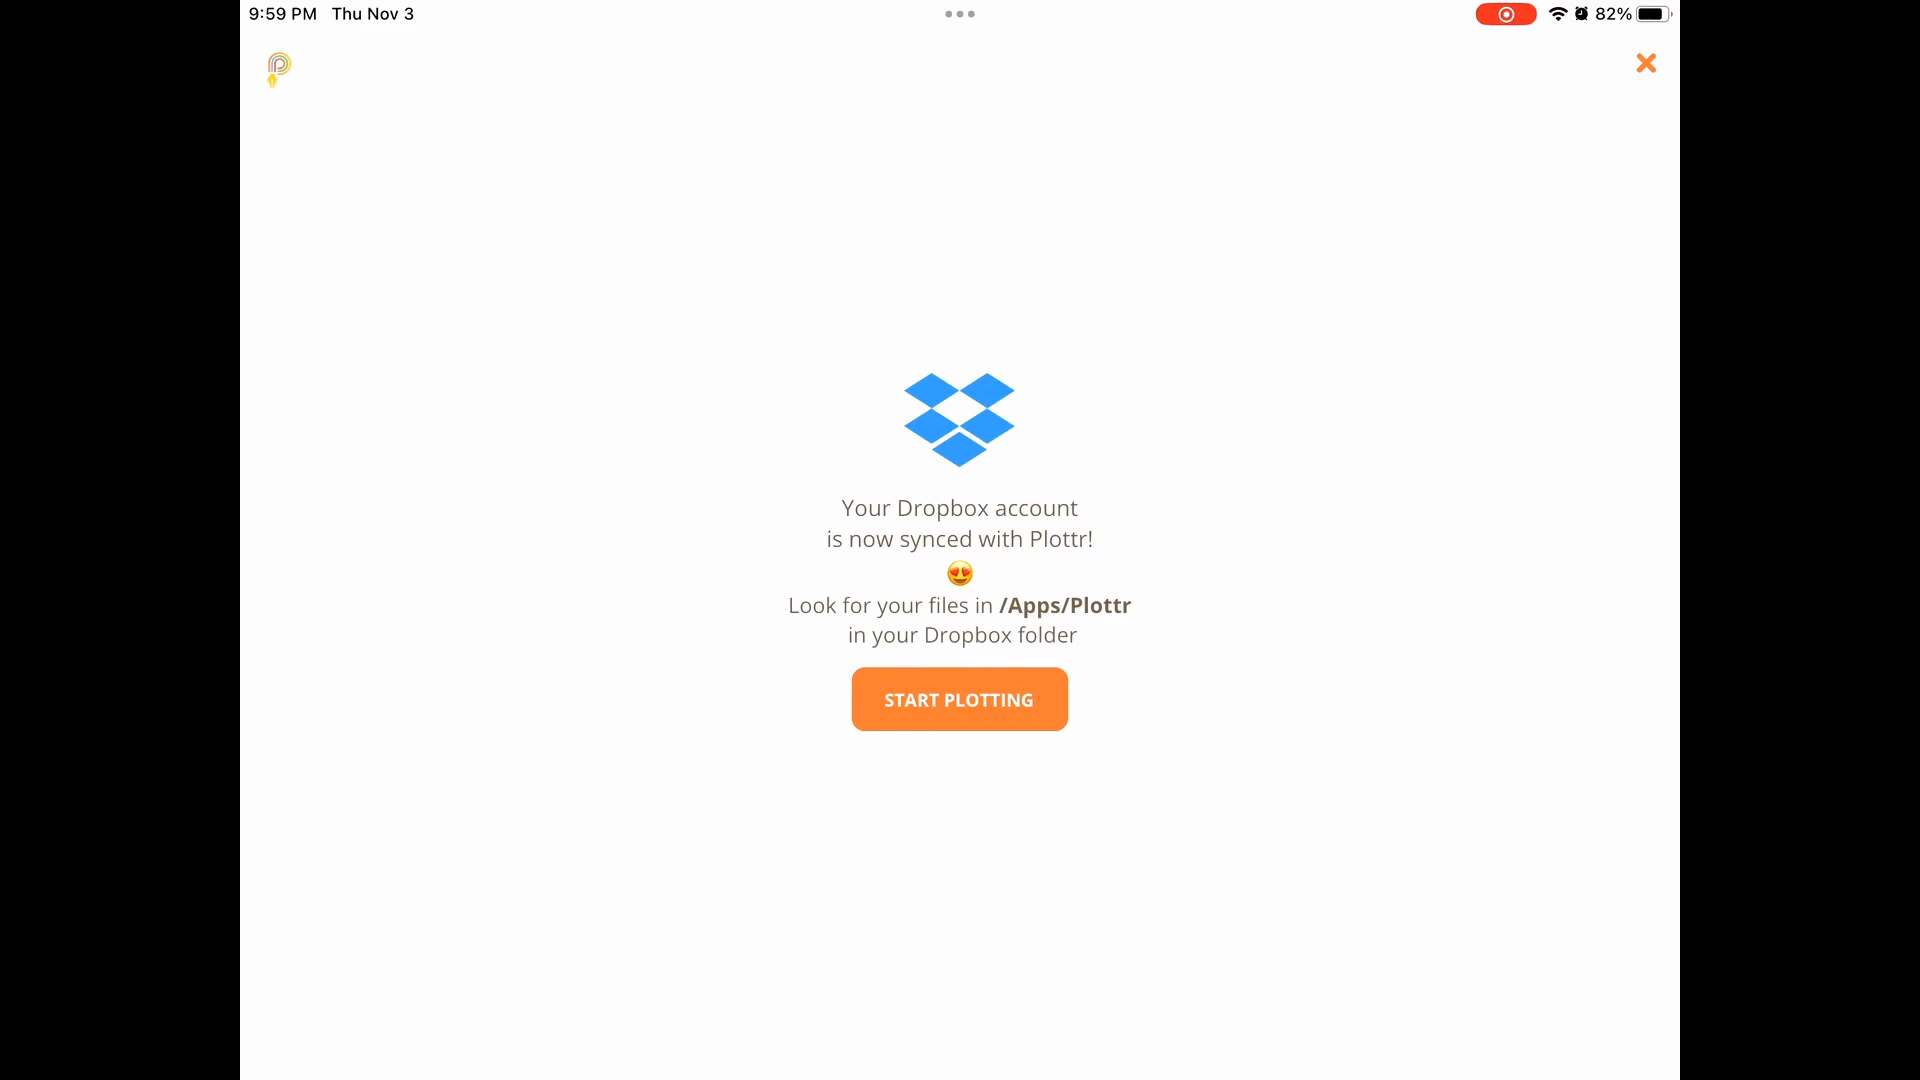 9:59 PM Thu Nov 3
82%
Your Dropbox account
is now synced with Plottr!
😍
Look for your files in /Apps/Plottr
in your Dropbox folder
START PLOTTING